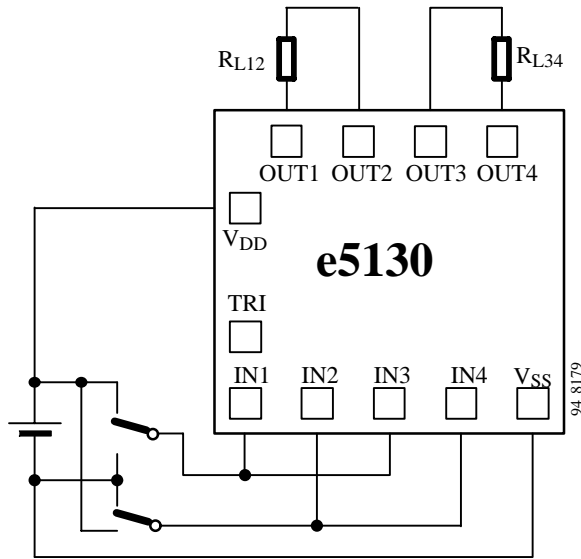 RL12
RL34
OUT1 OUT2 OUT3 OUT4
VDD
e5130
TRI
IN1 IN2 IN3 IN4 VSS
94 8179